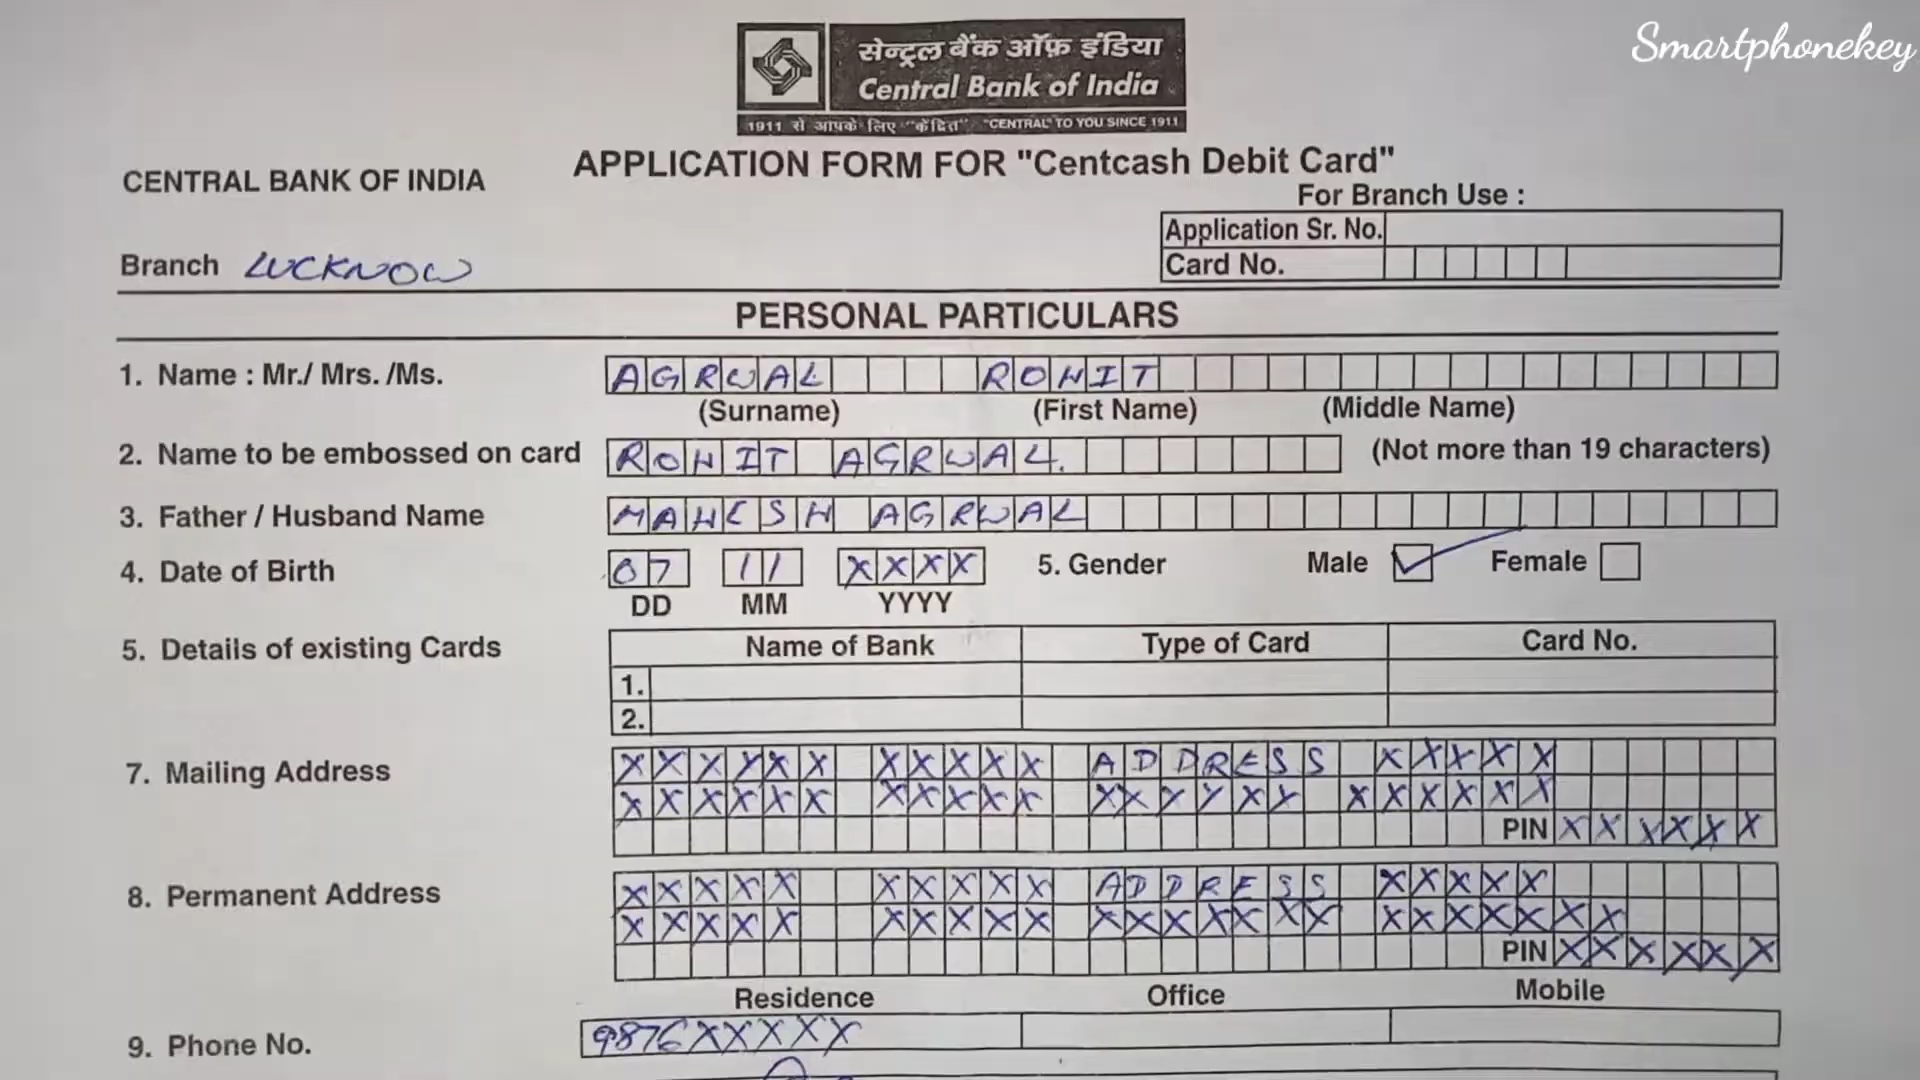 Smartphonekey
सेन्ट्रल बैंक ऑफ़ इंडिया
Central Bank of India
1911 से आपके लिए "केंद्रित" "CENTRAL" TO YOU SINCE 1911
APPLICATION FORM FOR "Centcash Debit Card"
CENTRAL BANK OF INDIA
For Branch Use :
Application Sr. No.
Branch LUCKNOW
Card No.
PERSONAL PARTICULARS
1. Name : Mr./ Mrs. /Ms. AGRWAL ROHIT
(Surname) (First Name) (Middle Name)
2. Name to be embossed on card ROHIT AGRWAL. (Not more than 19 characters)
3. Father / Husband Name MAHESH AGRWAL
4. Date of Birth 07 11 XXXX 5. Gender Male Female
DD MM YYYY
5. Details of existing Cards Name of Bank Type of Card Card No.
1.
2.
7. Mailing Address XXXXXX XXXXX ADDRESS XXXXX
XXXXXX XXXXX XXXXXX XXXXXX
PIN XXXXXX
8. Permanent Address XXXXX XXXXX ADDRESS XXXXX
XXXXX XXXXX XXXXXXX XXXXXXX
PIN XXXXXX
Residence Office Mobile
9. Phone No. 9876XXXXX